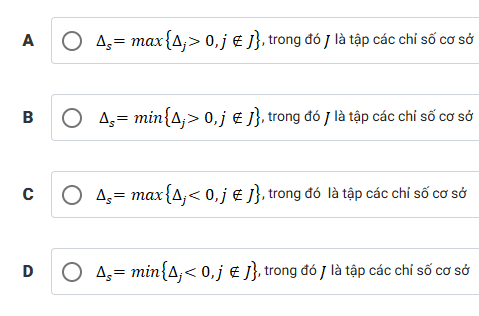 A Δₛ= max{Δⱼ> 0, j ∉ J}, trong đó J là tập các chỉ số cơ sở
B Δₛ= min{Δⱼ> 0, j ∉ J}, trong đó J là tập các chỉ số cơ sở
C Δₛ= max{Δⱼ< 0, j ∉ J}, trong đó là tập các chỉ số cơ sở
D Δₛ= min{Δⱼ< 0, j ∉ J}, trong đó J là tập các chỉ số cơ sở